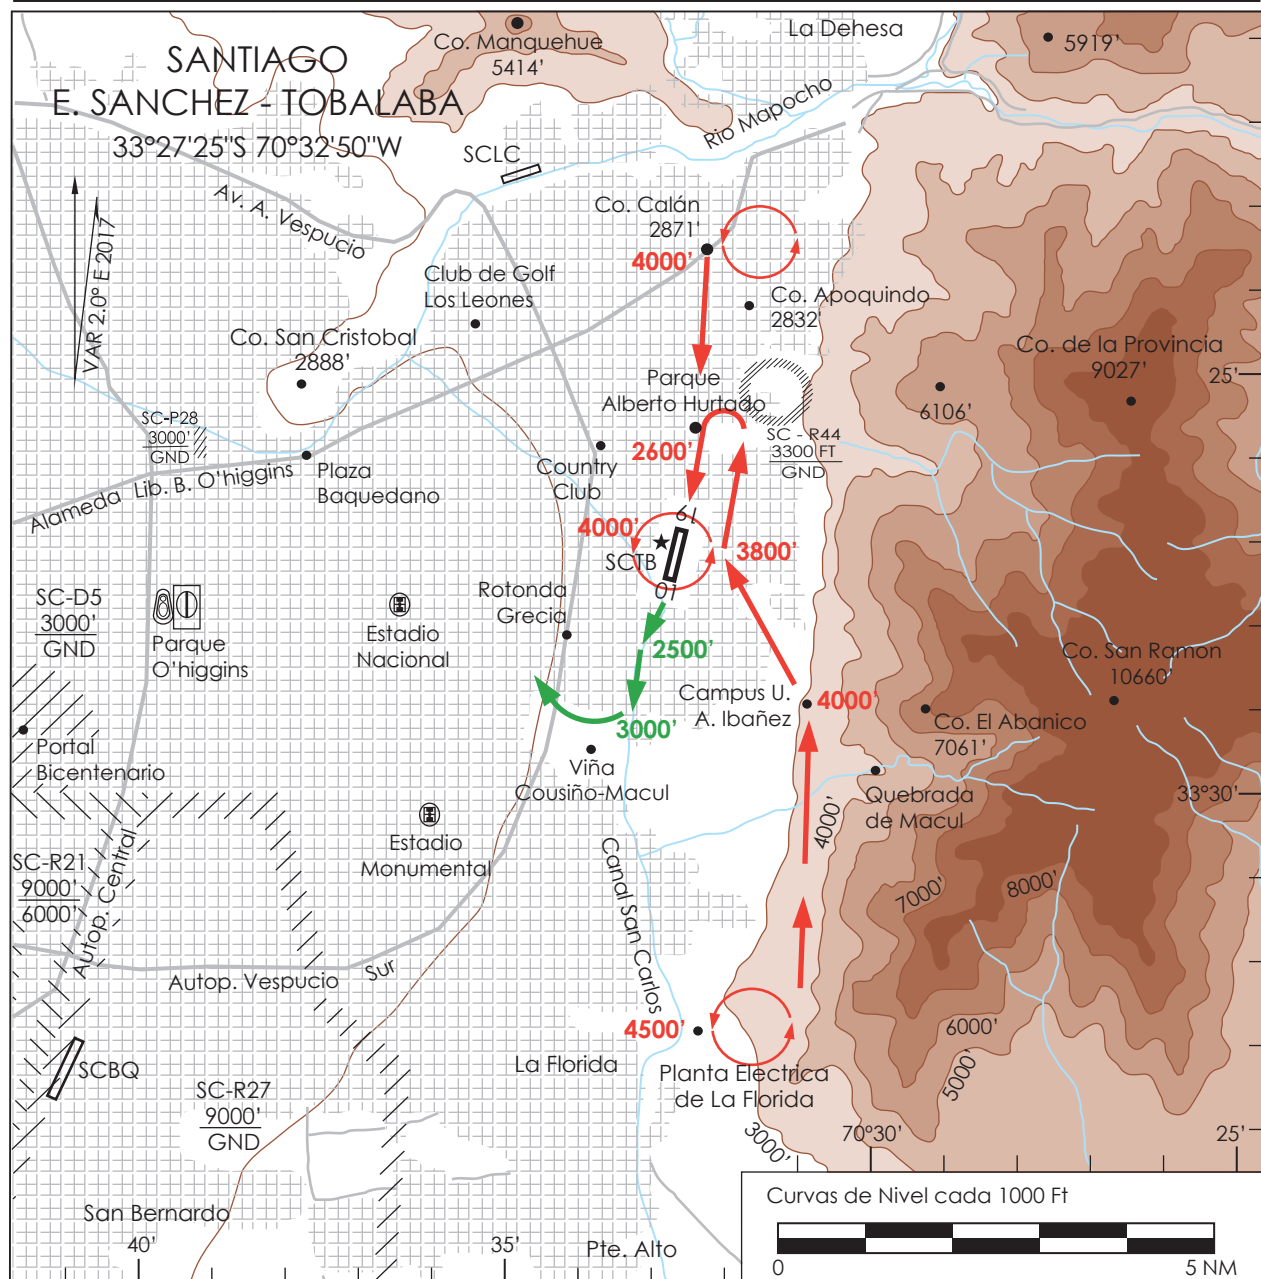 SANTIAGO
E. SANCHEZ - TOBALABA
33°27'25"S 70°32'50"W
Co. Manquehue
5414'
La Dehesa
5919'
Rio Mapocho
SCLC
Av. A. Vespucio
VAR 2.0° E 2017
Co. Calán
2871'
4000'
Club de Golf
Los Leones
Co. Apoquindo
2832'
Co. San Cristobal
2888'
Co. de la Provincia
9027'
25'
6106'
Parque
Alberto Hurtado
2600'
SC - R44
3300 FT
GND
SC-P28
3000'
GND
Alameda Lib. B. O'higgins
Plaza
Baquedano
Country
Club
4000'
19
SCTB
01
3800'
SC-D5
3000'
GND
Parque
O'higgins
Estadio
Nacional
Rotonda
Grecia
2500'
3000'
Campus U.
A. Ibañez
4000'
Co. San Ramon
10660'
Co. El Abanico
7061'
Portal
Bicentenario
Viña
Cousiño-Macul
Quebrada
de Macul
33°30'
4000'
Estadio
Monumental
SC-R21
9000'
6000'
Autop. Central
Canal San Carlos
7000'
8000'
Autop. Vespucio Sur
4500'
6000'
5000'
SCBQ
La Florida
Planta Electrica
de La Florida
SC-R27
9000'
GND
3000'
70°30'
25'
San Bernardo
40'
35'
Pte. Alto
Curvas de Nivel cada 1000 Ft
0
5 NM